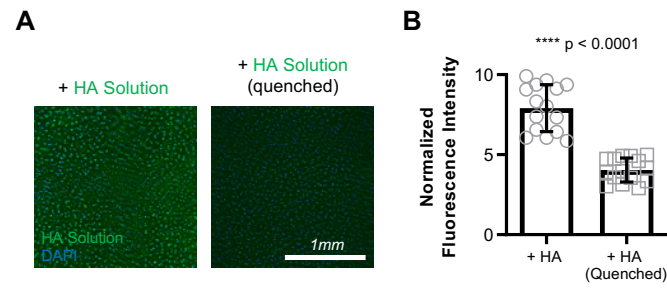 A
+ HA Solution
+ HA Solution
(quenched)
HA Solution
DAPI
1mm
B
**** p < 0.0001
Normalized
Fluorescence Intensity
10
5
0
+ HA
+ HA
(Quenched)